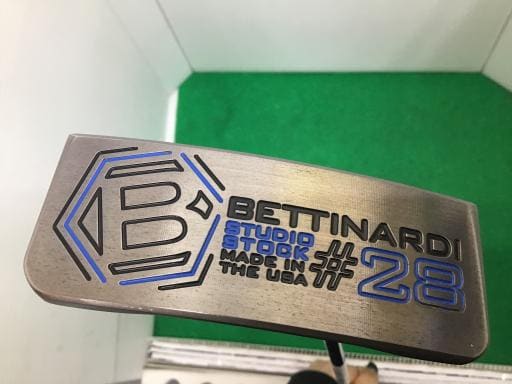 B
BETTINARDI
STUDIO
STOCK
MADE IN
THE USA
#28